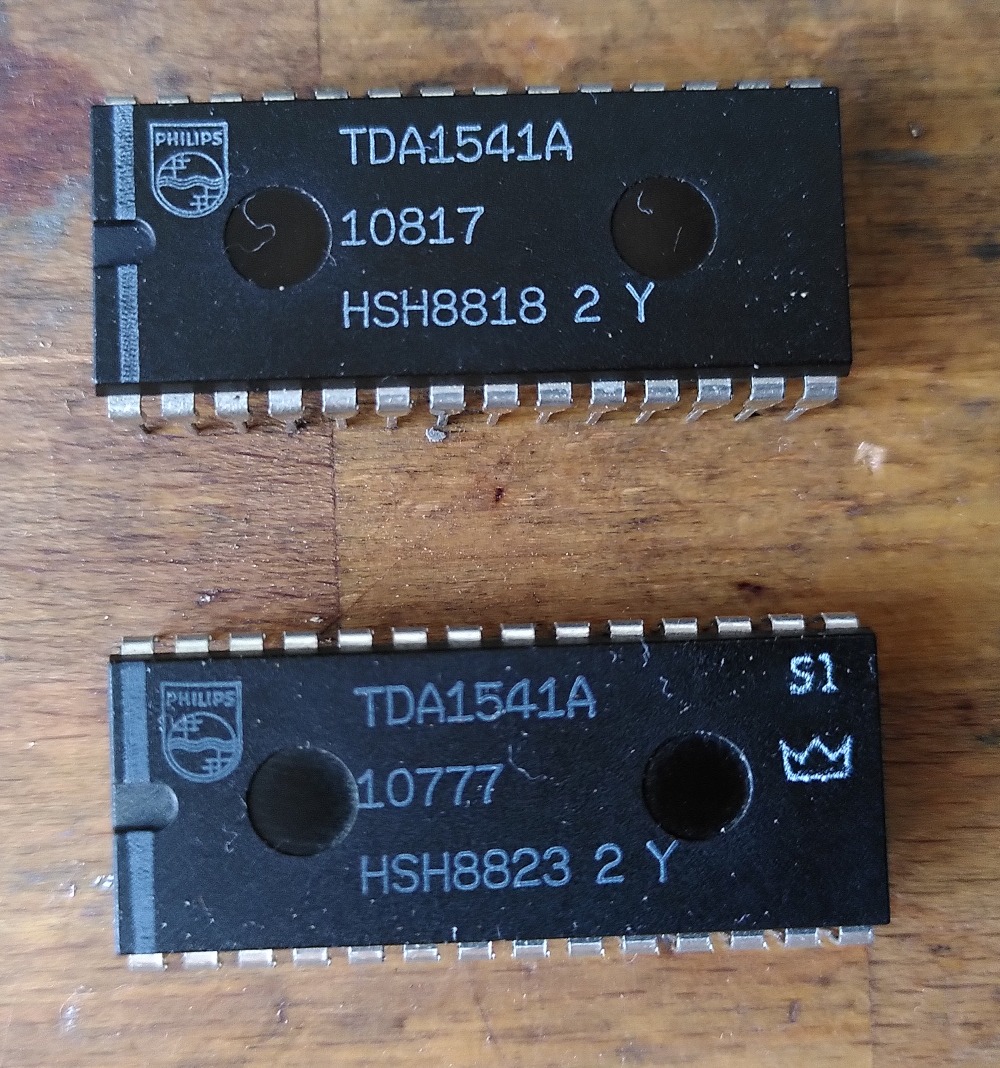 PHILIPS
TDA1541A
10817
HSH8818 2 Y
PHILIPS
TDA1541A
S1
10777
HSH8823 2 Y